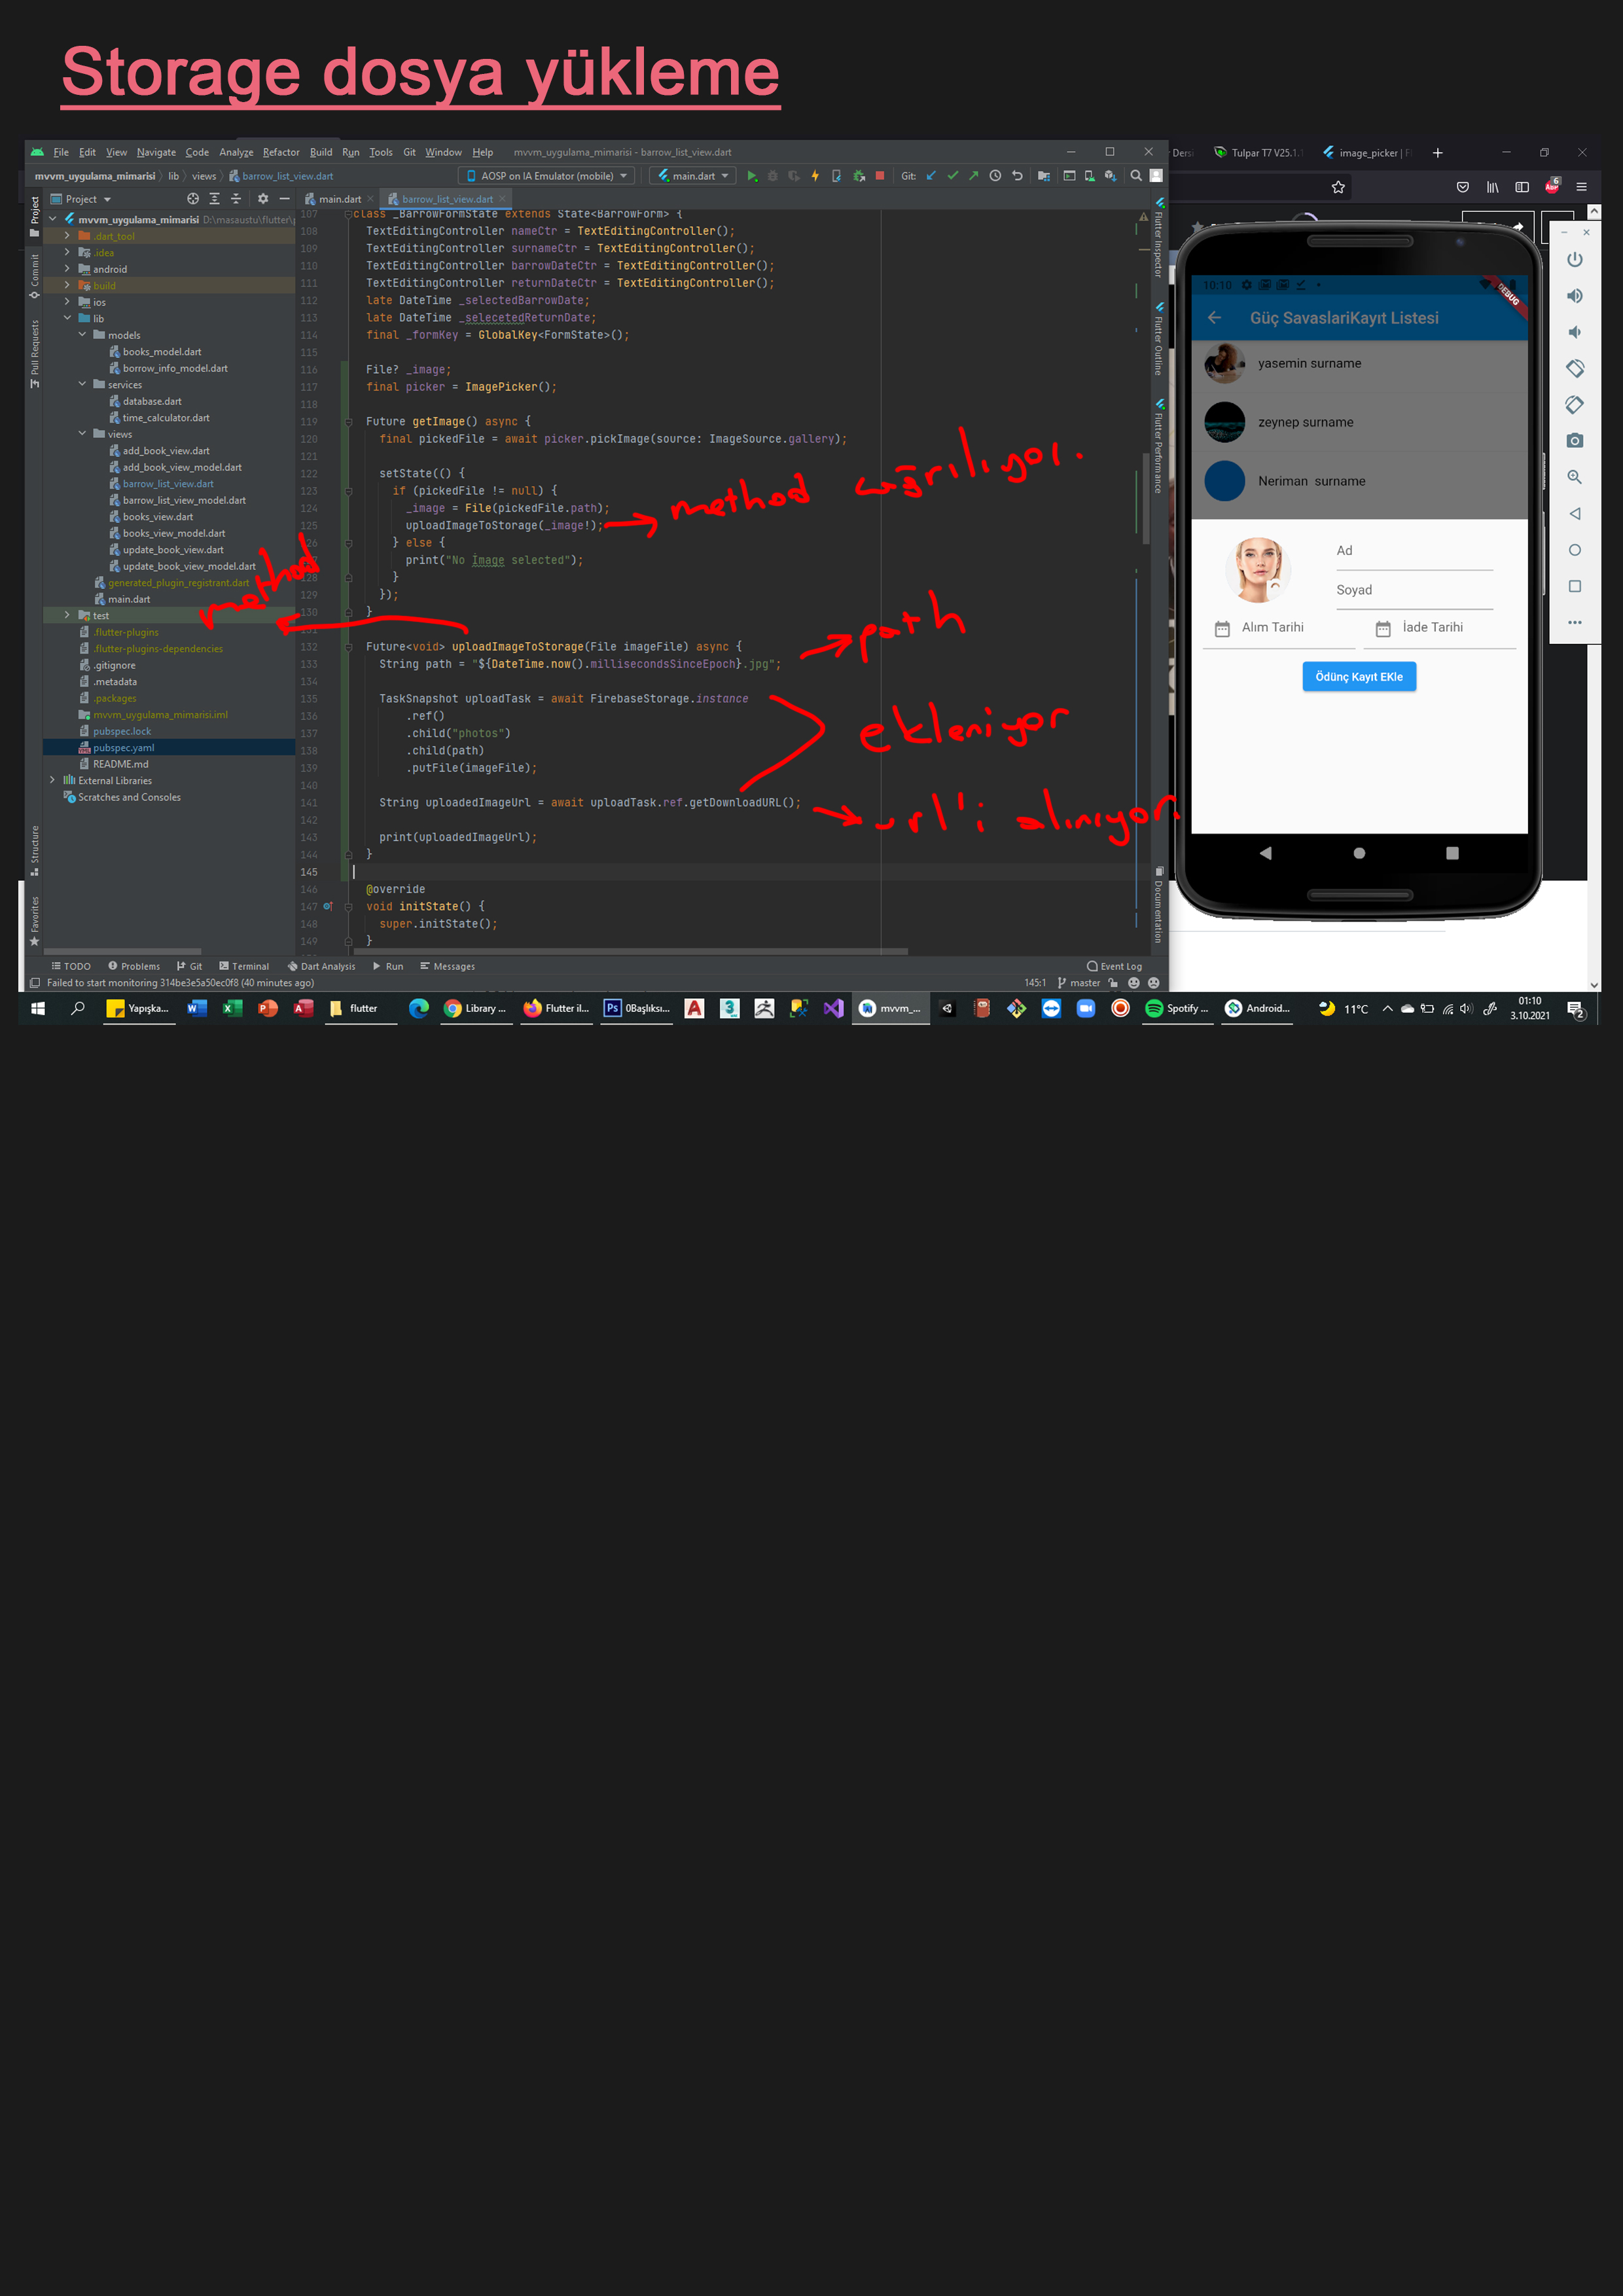 Storage dosya yükleme
File Edit View Navigate Code Analyze Refactor Build Run Tools Git Window Help mvvm_uygulama_mimarisi - barrow_list_view.dart
Tulpar T7 V25.1.1 image_picker | F
mvvm_uygulama_mimarisi lib views barrow_list_view.dart AOSP on IA Emulator (mobile) main.dart Git:
Project main.dart barrow_list_view.dart
mvvm_uygulama_mimarisi D:\masaustu\flutter\
.dart_tool
.idea
android
build
ios
lib
models
books_model.dart
borrow_info_model.dart
services
database.dart
time_calculator.dart
views
add_book_view.dart
add_book_view_model.dart
barrow_list_view.dart
barrow_list_view_model.dart
books_view.dart
books_view_model.dart
update_book_view.dart
update_book_view_model.dart
generated_plugin_registrant.dart
main.dart
test
.flutter-plugins
.flutter-plugins-dependencies
.gitignore
.metadata
.packages
mvvm_uygulama_mimarisi.iml
pubspec.lock
pubspec.yaml
README.md
External Libraries
Scratches and Consoles
Project
Commit
Pull Requests
Structure
Favorites
107 class _BarrowFormState extends State<BarrowForm> {
108 TextEditingController nameCtr = TextEditingController();
109 TextEditingController surnameCtr = TextEditingController();
110 TextEditingController barrowDateCtr = TextEditingController();
111 TextEditingController returnDateCtr = TextEditingController();
112 late DateTime _selectedBarrowDate;
113 late DateTime _selecetedReturnDate;
114 final _formKey = GlobalKey<FormState>();
115
116 File? _image;
117 final picker = ImagePicker();
118
119 Future getImage() async {
120 final pickedFile = await picker.pickImage(source: ImageSource.gallery);
121
122 setState(() {
123 if (pickedFile != null) {
124 _image = File(pickedFile.path);
125 uploadImageToStorage(_image!);
126 } else {
print("No İmage selected");
128 }
129 });
130 }
131
132 Future<void> uploadImageToStorage(File imageFile) async {
133 String path = "${DateTime.now().millisecondsSinceEpoch}.jpg";
134
135 TaskSnapshot uploadTask = await FirebaseStorage.instance
136 .ref()
137 .child("photos")
138 .child(path)
139 .putFile(imageFile);
140
141 String uploadedImageUrl = await uploadTask.ref.getDownloadURL();
142
143 print(uploadedImageUrl);
144 }
145
146 @override
147 void initState() {
148 super.initState();
149 }
method çağrılıyor.
method
path
ekleniyor
url'i alınıyor.
Flutter Inspector
Flutter Outline
Flutter Performance
Documentation
10:10
DEBUG
Güç SavaslariKayıt Listesi
yasemin surname
zeynep surname
Neriman surname
Ad
Soyad
Alım Tarihi İade Tarihi
Ödünç Kayıt EKle
TODO Problems Git Terminal Dart Analysis Run Messages Event Log
Failed to start monitoring 314be3e5a50ec0f8 (40 minutes ago) 145:1 master
Yapışka... flutter Library ... Flutter il... 0Başlıksı... mvvm_... Spotify ... Android... 11°C 01:10
3.10.2021
2